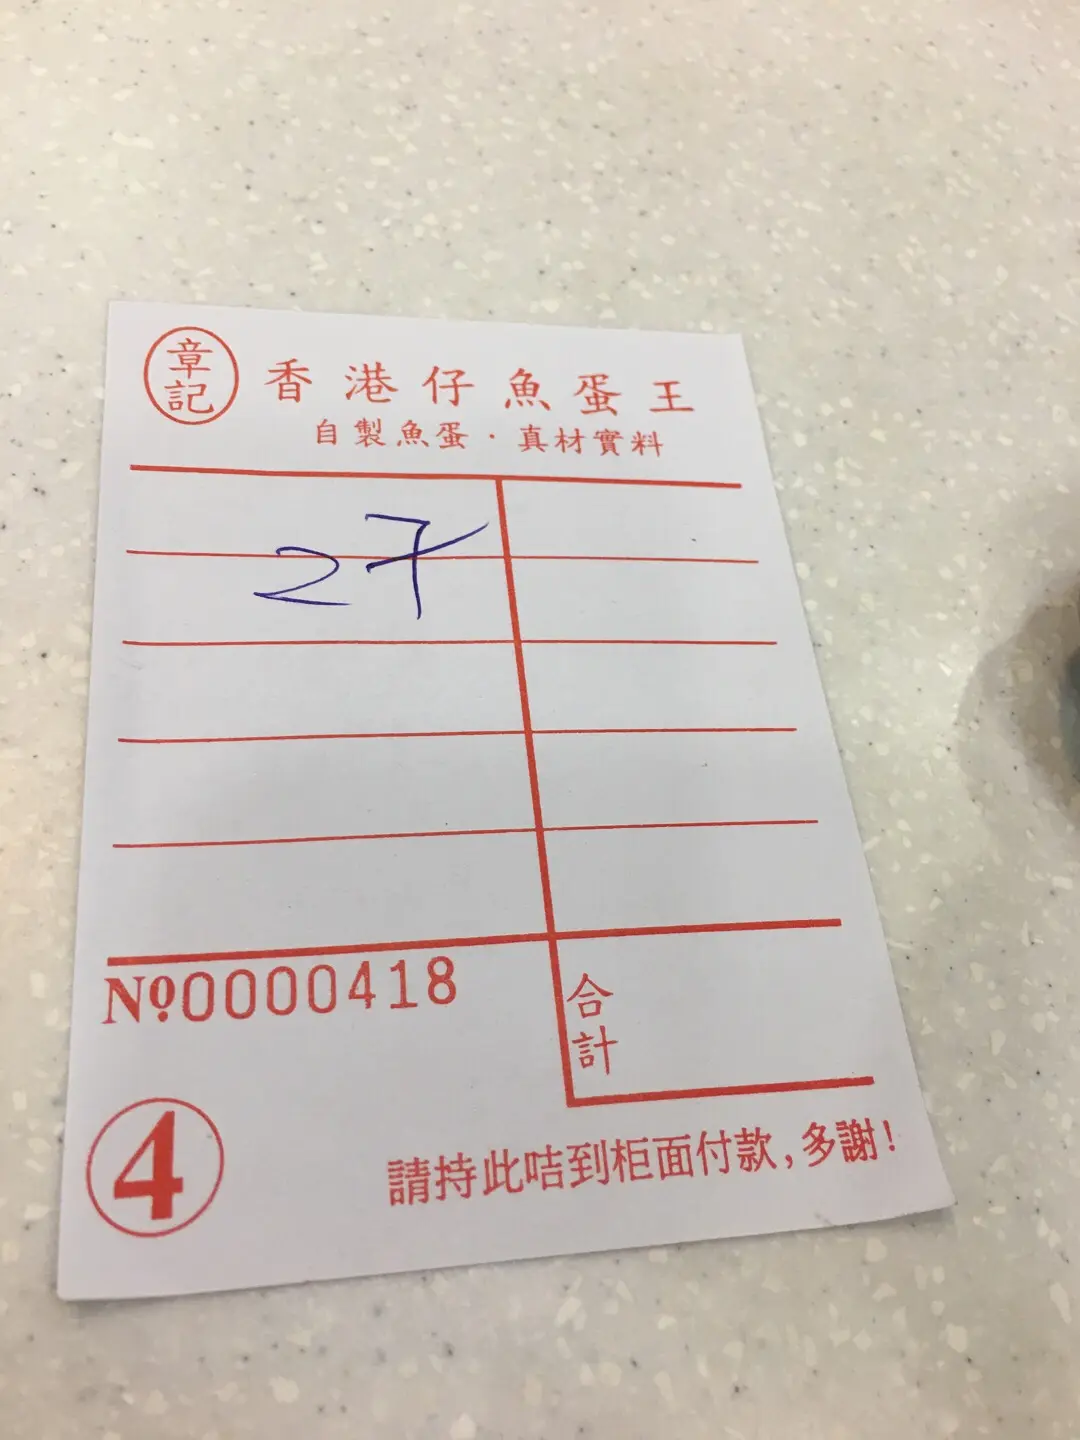 章記
香港仔魚蛋王
自製魚蛋·真材實料
27
Nº0000418
合計
4
請持此咭到柜面付款,多謝!